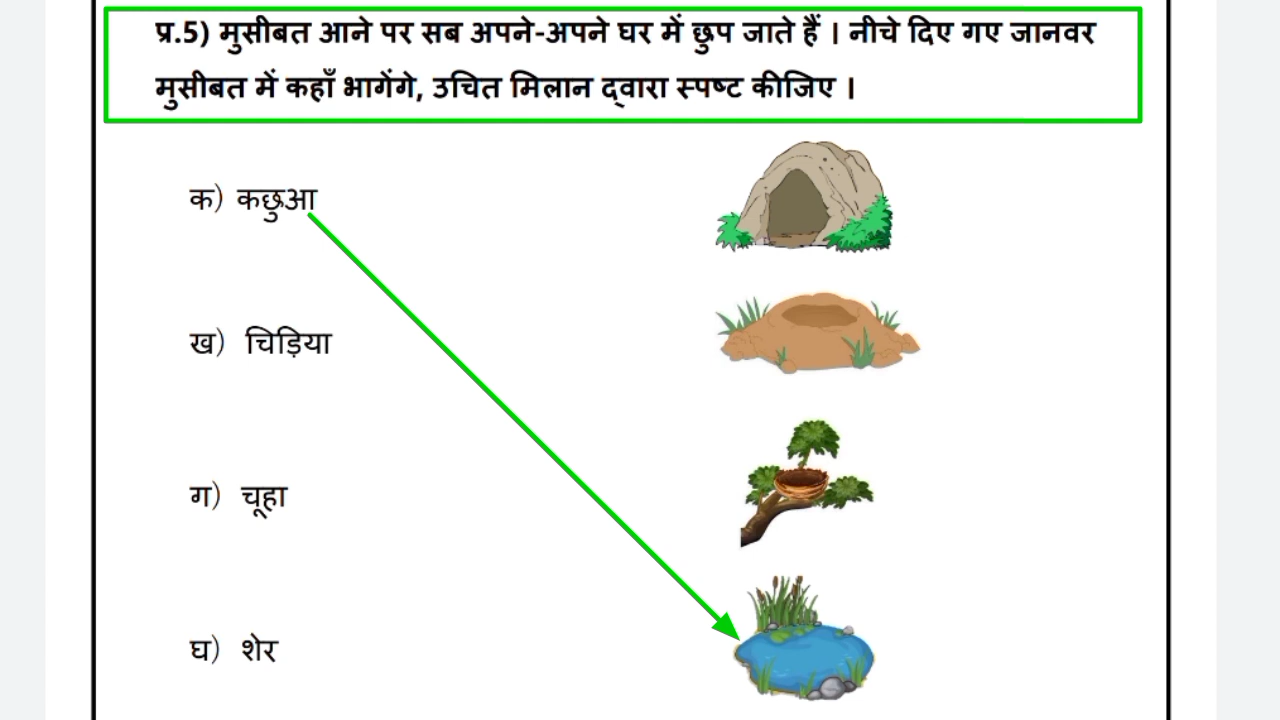 प्र.5) मुसीबत आने पर सब अपने-अपने घर में छुप जाते हैं । नीचे दिए गए जानवर
मुसीबत में कहाँ भागेंगे, उचित मिलान द्वारा स्पष्ट कीजिए ।
क) कछुआ
ख) चिड़िया
ग) चूहा
घ) शेर